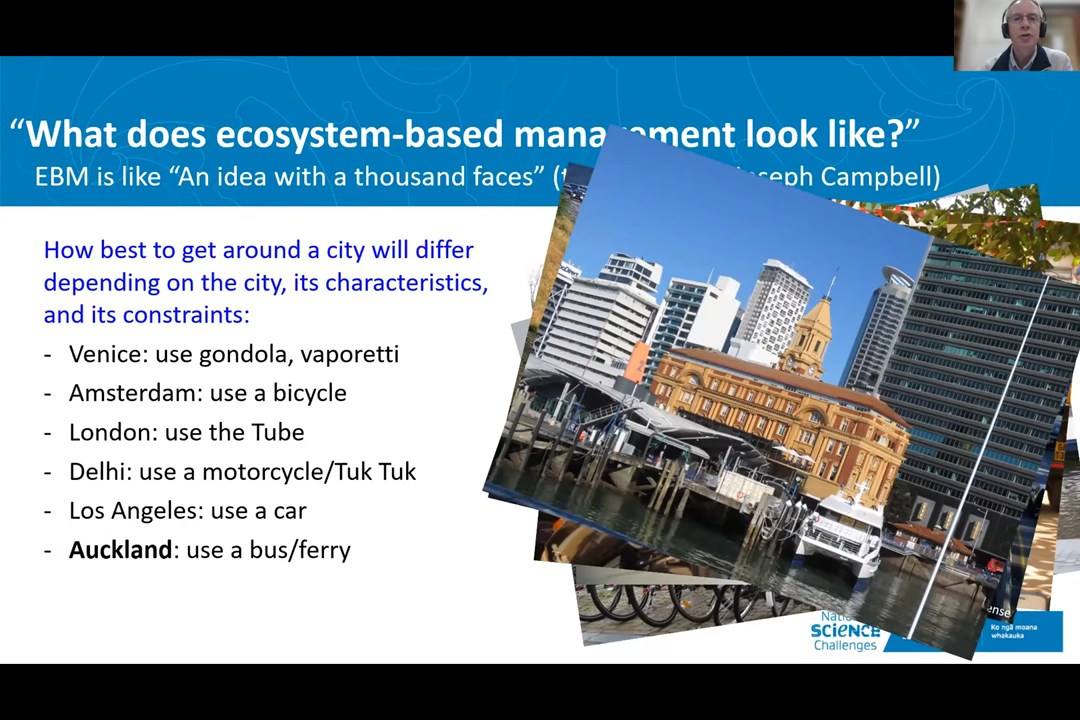 “What does ecosystem-based management look like?”
EBM is like “An idea with a thousand faces” ( Joseph Campbell)
How best to get around a city will differ
depending on the city, its characteristics,
and its constraints:
- Venice: use gondola, vaporetti
- Amsterdam: use a bicycle
- London: use the Tube
- Delhi: use a motorcycle/Tuk Tuk
- Los Angeles: use a car
- Auckland: use a bus/ferry
SCIENCE
Challenges
Ko ngā moana
whakauka